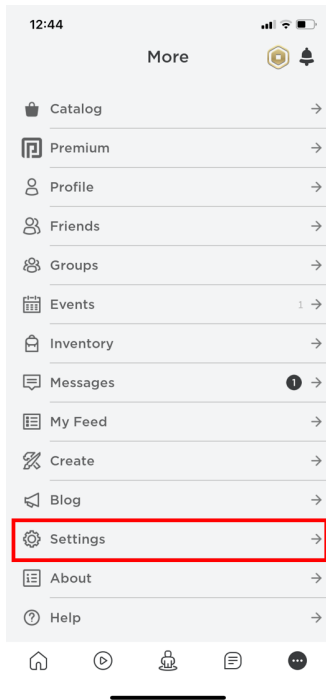 12:44
More
Catalog
Premium
Profile
Friends
Groups
Events 1
Inventory
Messages 1
My Feed
Create
Blog
Settings
About
Help